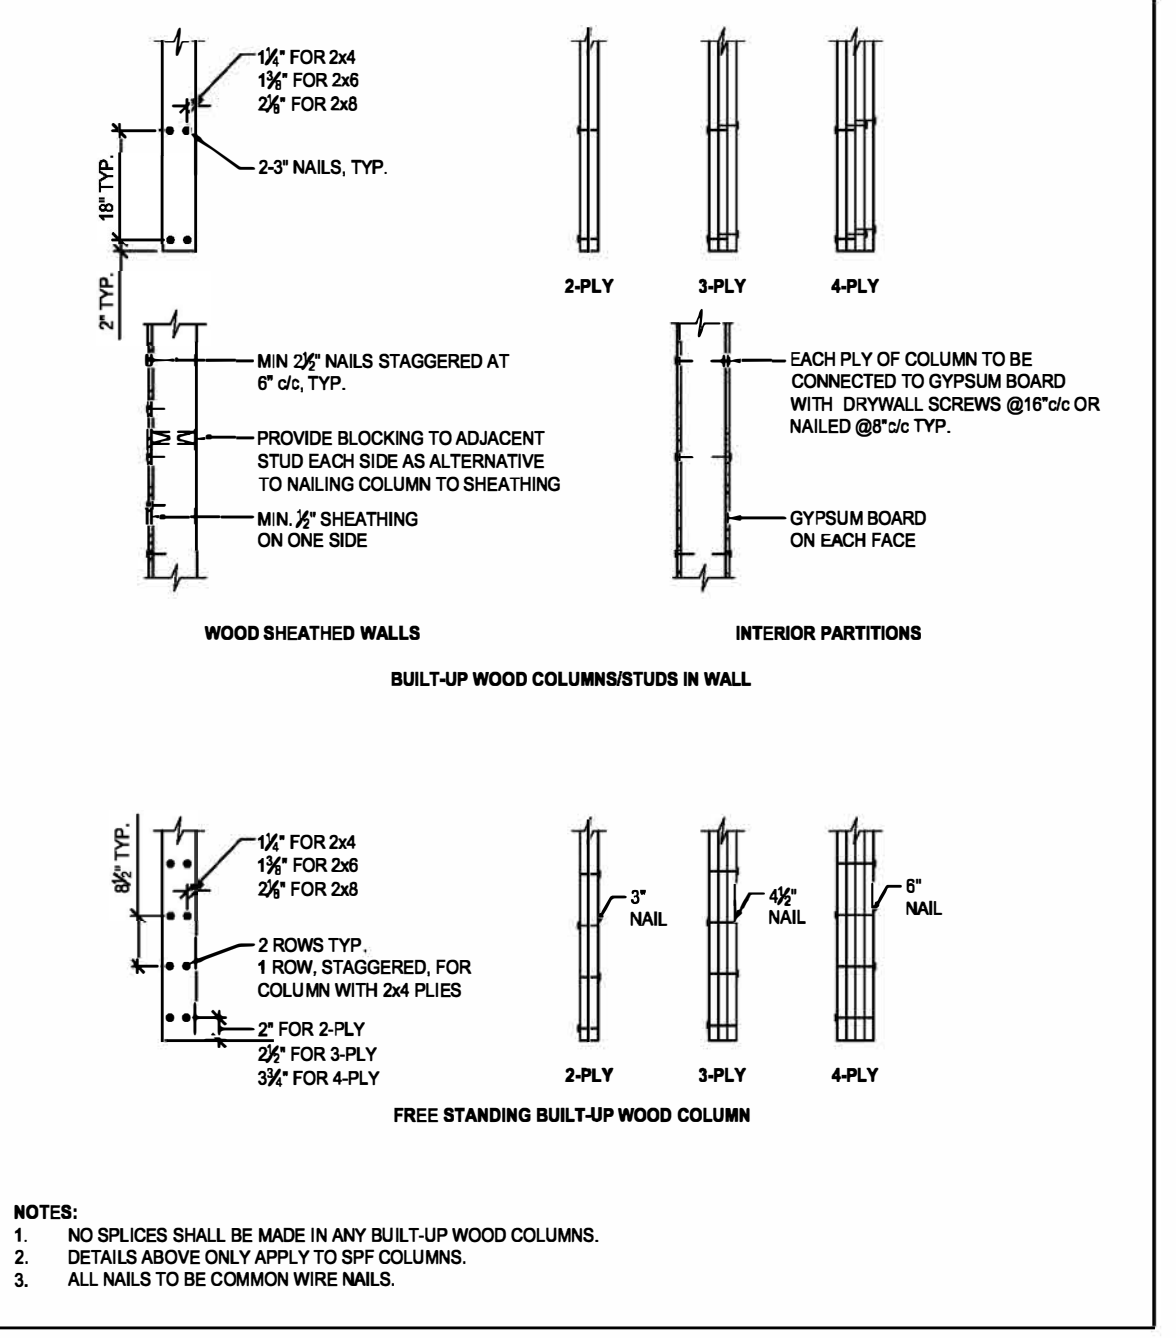 1¼" FOR 2x4
1⅜" FOR 2x6
2⅛" FOR 2x8
2-3" NAILS, TYP.
18" TYP.
2" TYP.
2-PLY
3-PLY
4-PLY
MIN 2½" NAILS STAGGERED AT
6" c/c, TYP.
PROVIDE BLOCKING TO ADJACENT
STUD EACH SIDE AS ALTERNATIVE
TO NAILING COLUMN TO SHEATHING
MIN. ½" SHEATHING
ON ONE SIDE
EACH PLY OF COLUMN TO BE
CONNECTED TO GYPSUM BOARD
WITH DRYWALL SCREWS @16"c/c OR
NAILED @8"c/c TYP.
GYPSUM BOARD
ON EACH FACE
WOOD SHEATHED WALLS
INTERIOR PARTITIONS
BUILT-UP WOOD COLUMNS/STUDS IN WALL
8½" TYP.
1¼" FOR 2x4
1⅜" FOR 2x6
2⅛" FOR 2x8
2 ROWS TYP.
1 ROW, STAGGERED, FOR
COLUMN WITH 2x4 PLIES
2" FOR 2-PLY
2½" FOR 3-PLY
3¾" FOR 4-PLY
3"
NAIL
4½"
NAIL
6"
NAIL
2-PLY
3-PLY
4-PLY
FREE STANDING BUILT-UP WOOD COLUMN
NOTES:
1. NO SPLICES SHALL BE MADE IN ANY BUILT-UP WOOD COLUMNS.
2. DETAILS ABOVE ONLY APPLY TO SPF COLUMNS.
3. ALL NAILS TO BE COMMON WIRE NAILS.